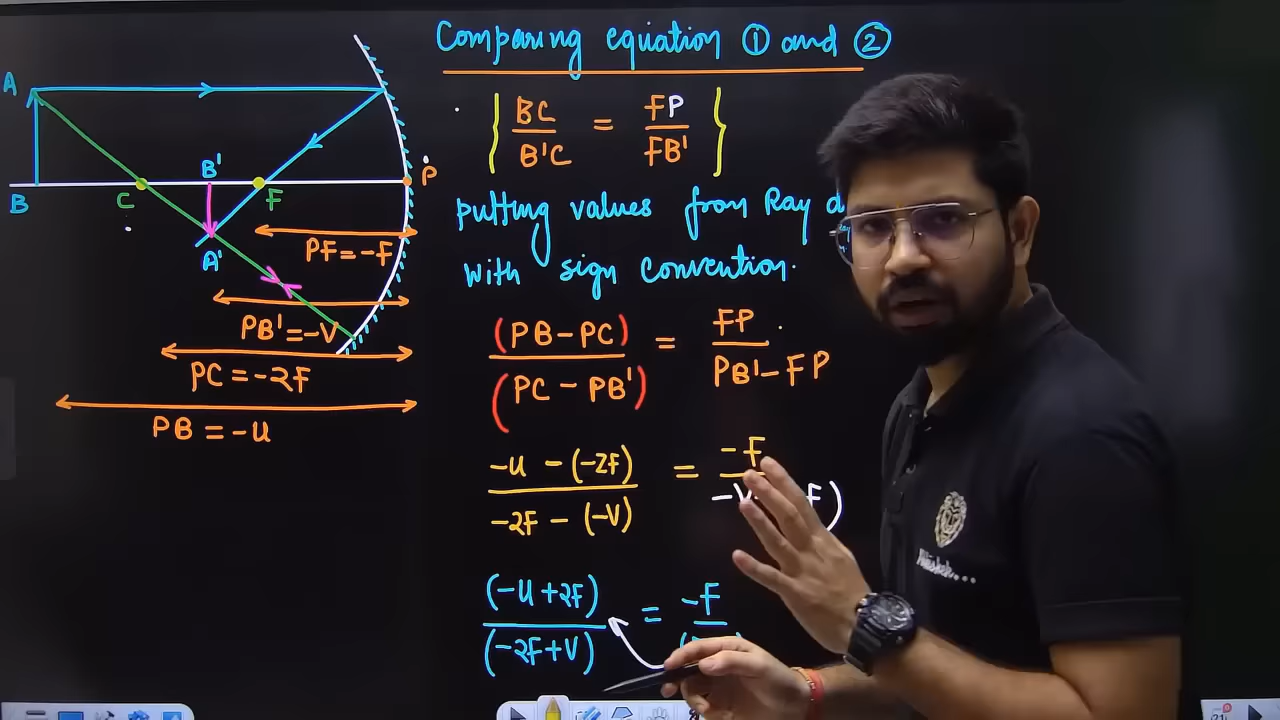 Comparing equation ① and ②
BC / B'C = FP / FB'
putting values from Ray d
with sign convention.
(PB-PC) / (PC - PB') = FP / PB' - FP
-u - (-2F) / -2F - (-V) = -F
(-u+2F) / (-2F+V) = -F
A
B
C
B'
F
P
A'
PF = -F
PB' = -V
PC = -2F
PB = -u